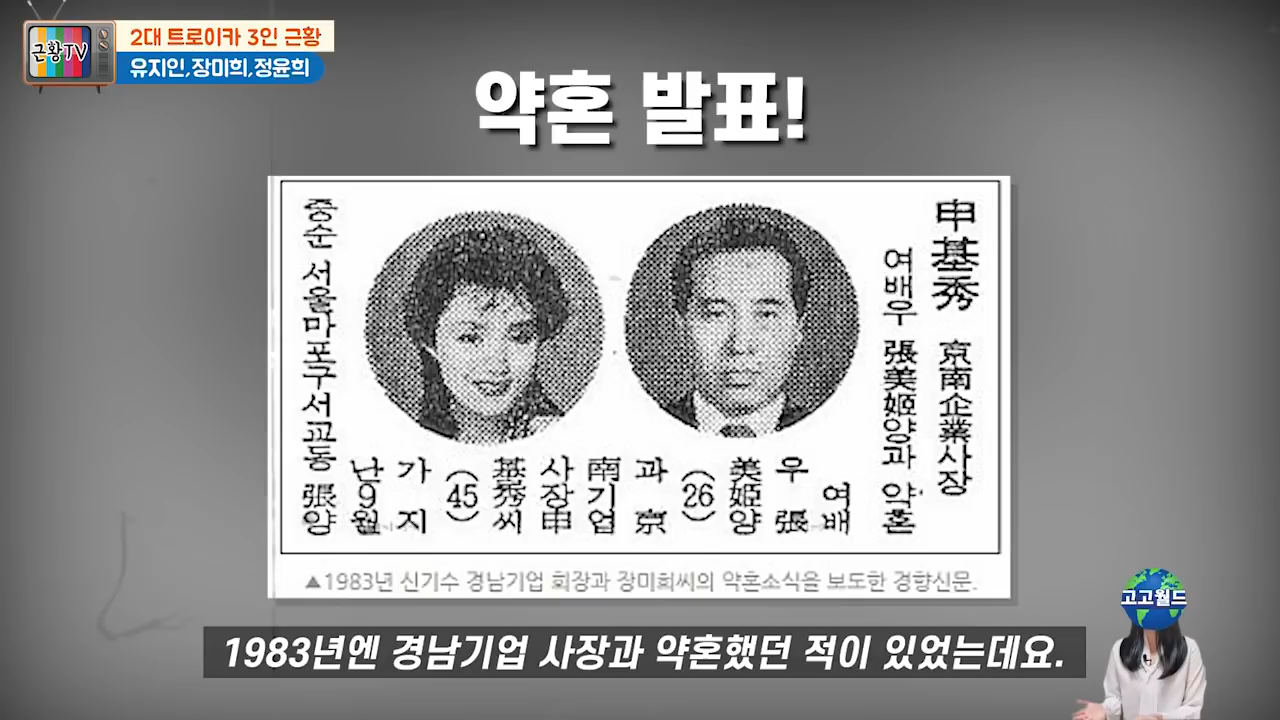 근황TV
2대 트로이카 3인 근황
유지인,장미희,정윤희
약혼 발표!
申基秀 京南企業사장
여배우 張美姬양과 약혼
여배
우 張
美姬양
(26)
과 京
南기업
사장申
基秀씨
(45)
가 지
난9월
중순 서울마포구서교동 張양
▲1983년 신기수 경남기업 회장과 장미희씨의 약혼소식을 보도한 경향신문.
고고월드
1983년엔 경남기업 사장과 약혼했던 적이 있었는데요.